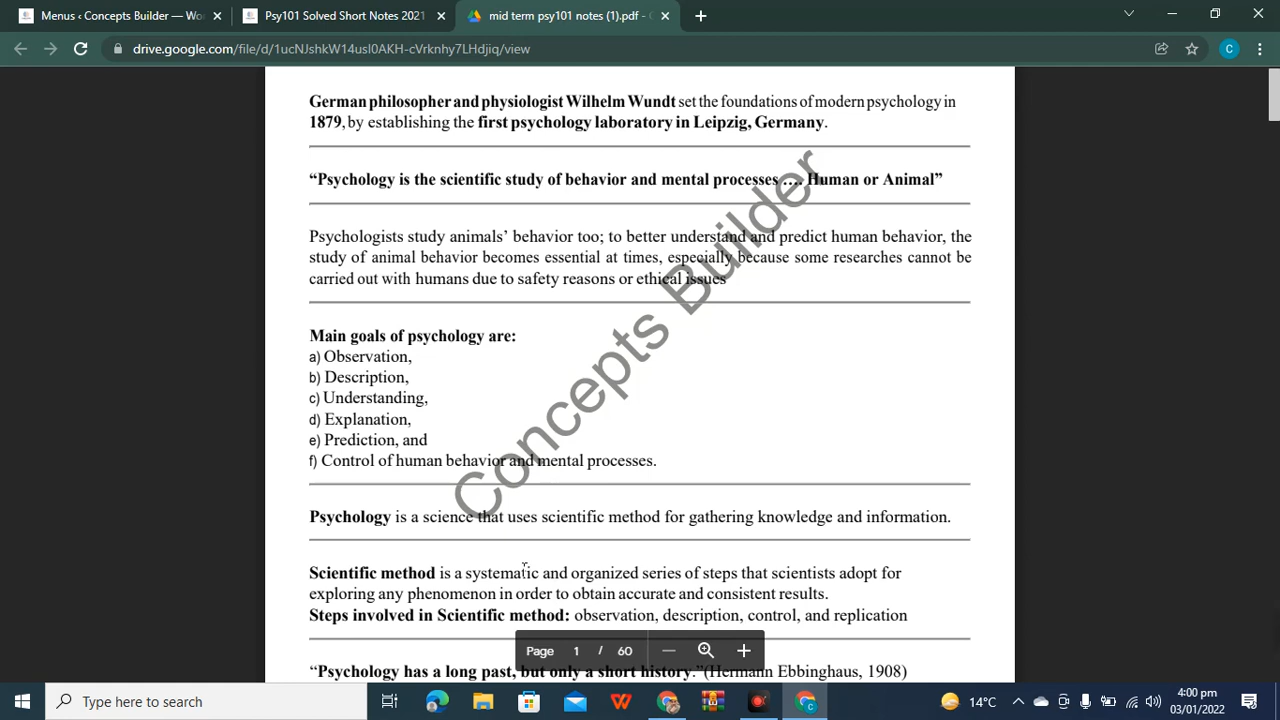 Menus ‹ Concepts Builder — Wor
Psy101 Solved Short Notes 2021
mid term psy101 notes (1).pdf -
drive.google.com/file/d/1ucNJshkW14usl0AKH-cVrknhy7LHdjiq/view
C
German philosopher and physiologist Wilhelm Wundt set the foundations of modern psychology in
1879, by establishing the first psychology laboratory in Leipzig, Germany.
“Psychology is the scientific study of behavior and mental processes …. Human or Animal”
Psychologists study animals’ behavior too; to better understand and predict human behavior, the
study of animal behavior becomes essential at times, especially because some researches cannot be
carried out with humans due to safety reasons or ethical issues
Main goals of psychology are:
a) Observation,
b) Description,
c) Understanding,
d) Explanation,
e) Prediction, and
f) Control of human behavior and mental processes.
Psychology is a science that uses scientific method for gathering knowledge and information.
Scientific method is a systematic and organized series of steps that scientists adopt for
exploring any phenomenon in order to obtain accurate and consistent results.
Steps involved in Scientific method: observation, description, control, and replication
“Psychology has a long past, but only a short history.”(Hermann Ebbinghaus, 1908)
Concepts Builder
Page 1 / 60
Type here to search
14°C
4:00 pm
03/01/2022